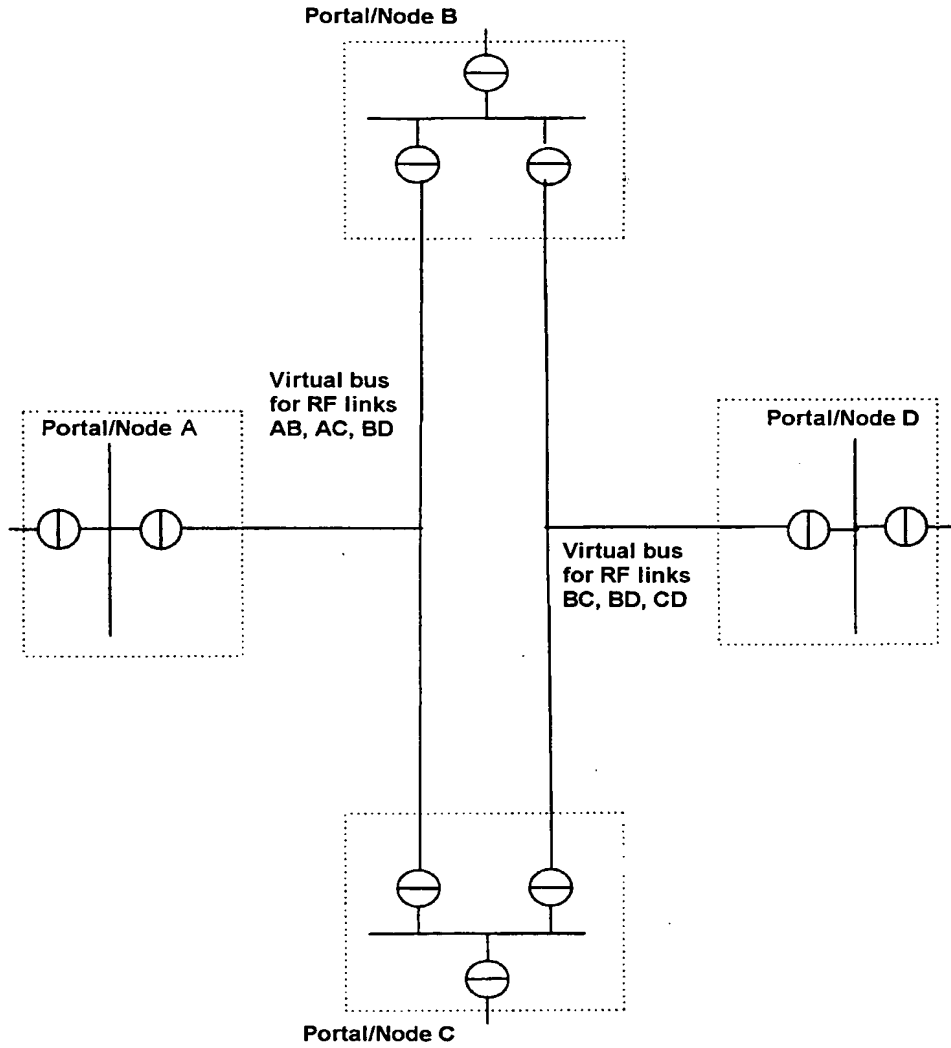 Portal/Node B
Virtual bus
for RF links
AB, AC, BD
Portal/Node A
Portal/Node D
Virtual bus
for RF links
BC, BD, CD
Portal/Node C